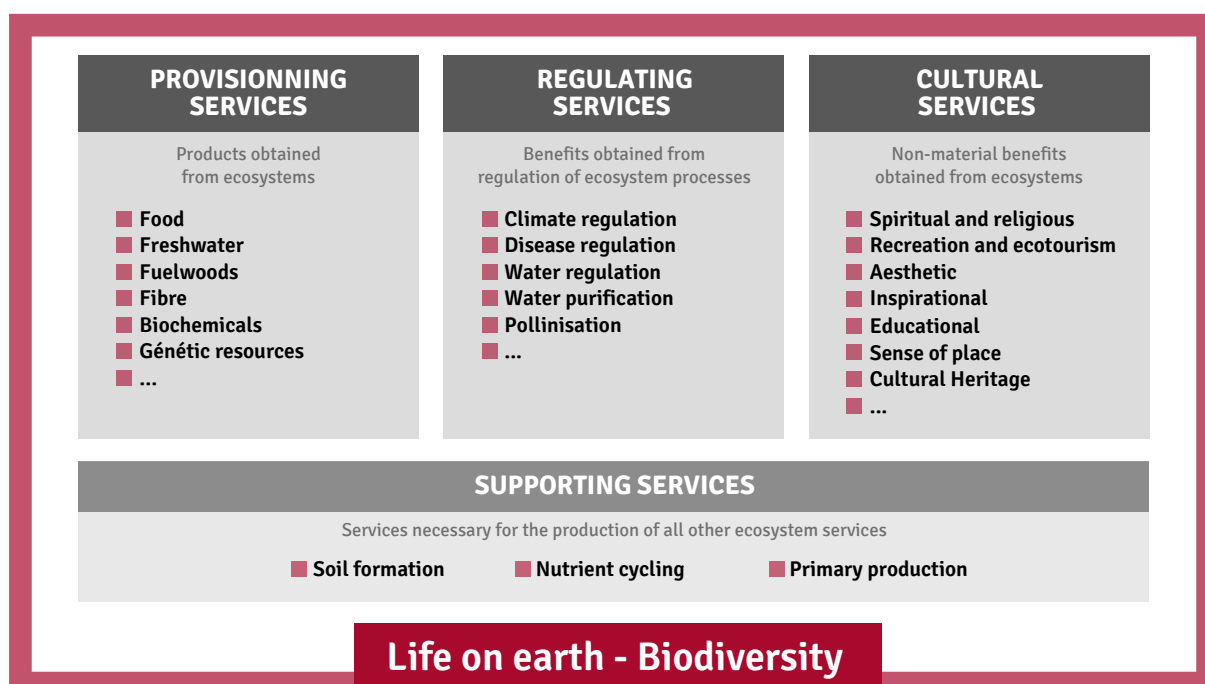 PROVISIONNING
SERVICES
Products obtained
from ecosystems
Food
Freshwater
Fuelwoods
Fibre
Biochemicals
Génétic resources
...
REGULATING
SERVICES
Benefits obtained from
regulation of ecosystem processes
Climate regulation
Disease regulation
Water regulation
Water purification
Pollinisation
...
CULTURAL
SERVICES
Non-material benefits
obtained from ecosystems
Spiritual and religious
Recreation and ecotourism
Aesthetic
Inspirational
Educational
Sense of place
Cultural Heritage
...
SUPPORTING SERVICES
Services necessary for the production of all other ecosystem services
Soil formation
Nutrient cycling
Primary production
Life on earth - Biodiversity